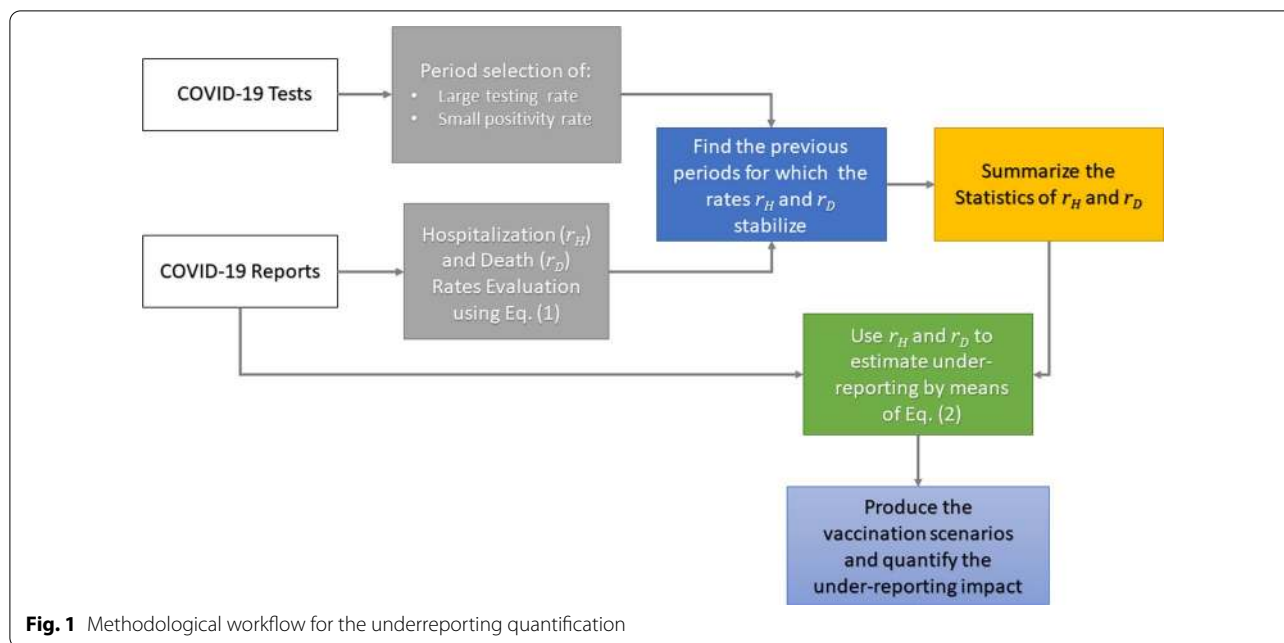 COVID-19 Tests
Period selection of:
• Large testing rate
• Small positivity rate
Find the previous
periods for which the
rates r_H and r_D
stabilize
Summarize the
Statistics of r_H and r_D
COVID-19 Reports
Hospitalization (r_H)
and Death (r_D)
Rates Evaluation
using Eq. (1)
Use r_H and r_D to
estimate under-
reporting by means
of Eq. (2)
Produce the
vaccination scenarios
and quantify the
under-reporting impact
Fig. 1 Methodological workflow for the underreporting quantification